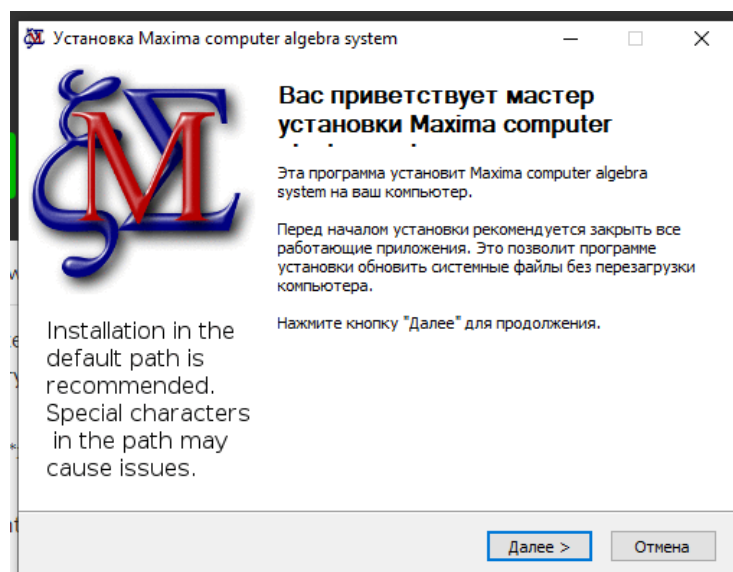 Установка Maxima computer algebra system
Вас приветствует мастер
установки Maxima computer
Эта программа установит Maxima computer algebra
system на ваш компьютер.
Перед началом установки рекомендуется закрыть все
работающие приложения. Это позволит программе
установки обновить системные файлы без перезагрузки
компьютера.
Нажмите кнопку "Далее" для продолжения.
Installation in the
default path is
recommended.
Special characters
in the path may
cause issues.
Далее >
Отмена